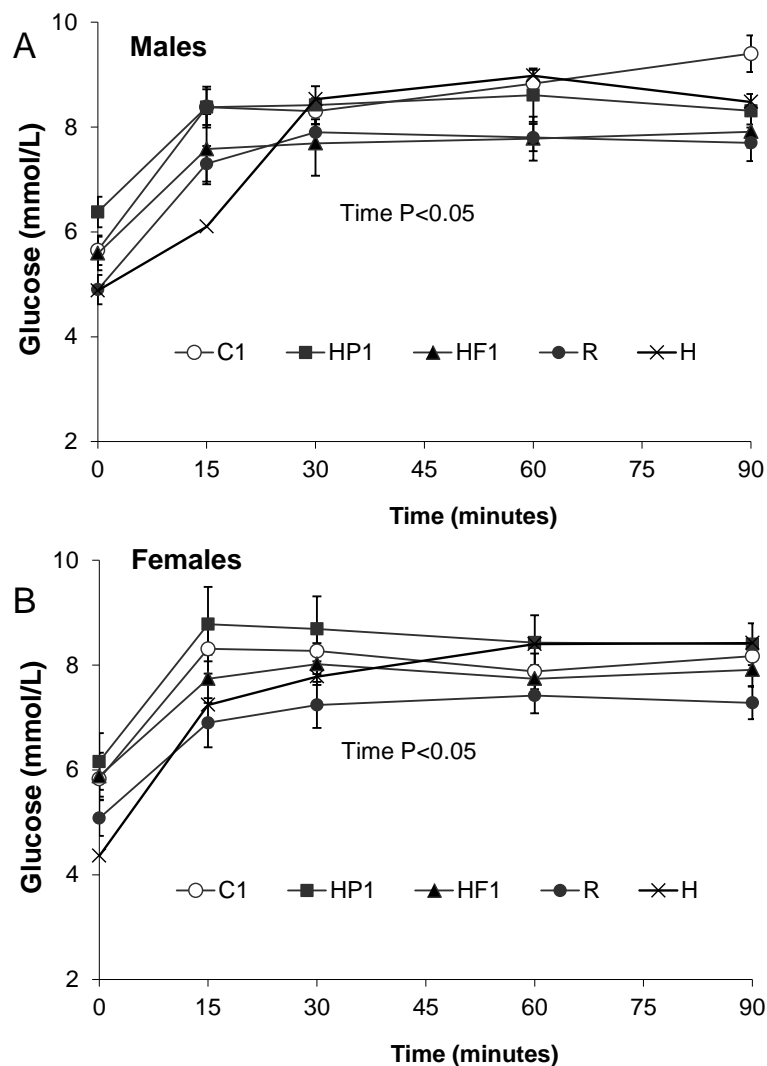 A
Males
10
8
6
4
2
Glucose (mmol/L)
Time P<0.05
C1 HP1 HF1 R H
0 15 30 45 60 75 90
Time (minutes)
B
Females
10
8
6
4
2
Glucose (mmol/L)
Time P<0.05
C1 HP1 HF1 R H
0 15 30 45 60 75 90
Time (minutes)